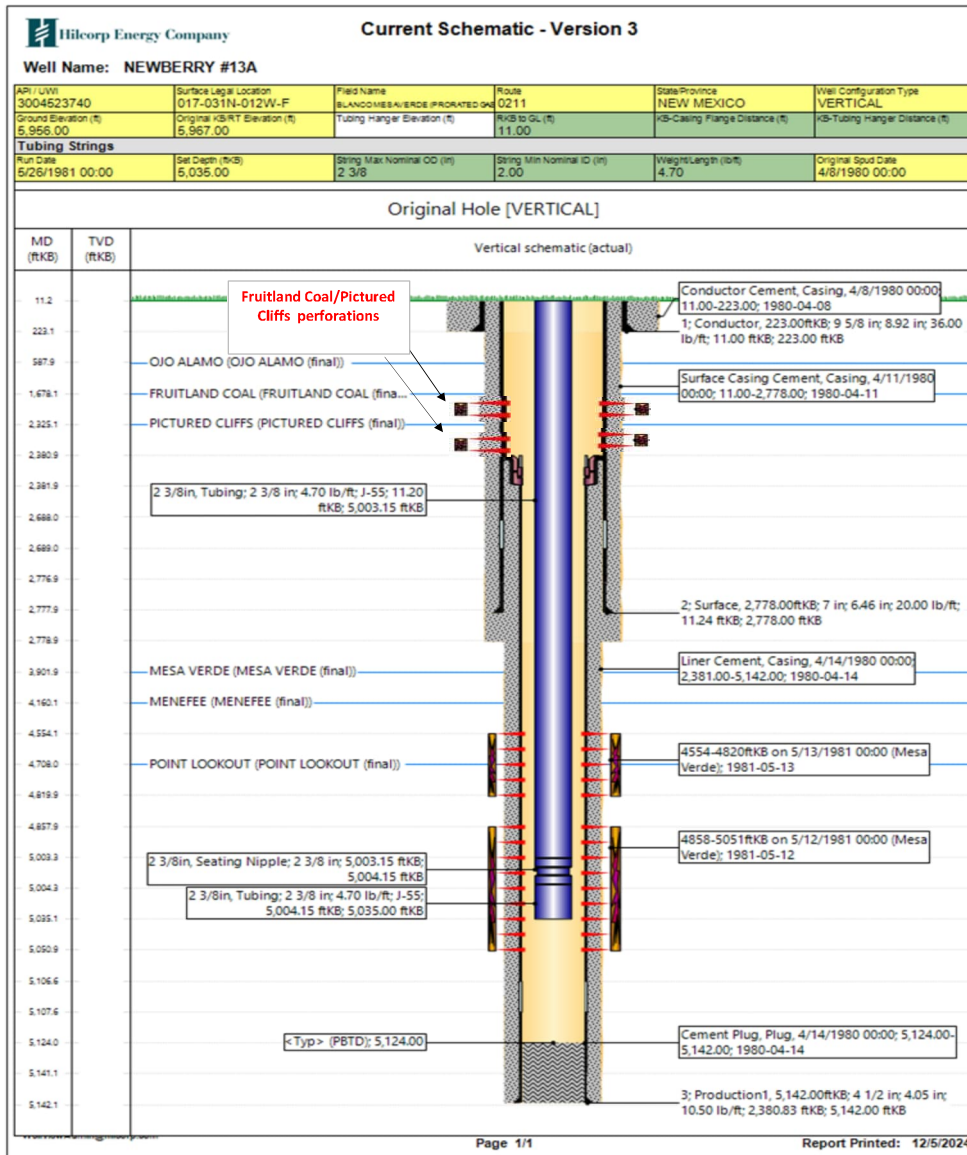 Hilcorp Energy Company
Current Schematic - Version 3
Well Name: NEWBERRY #13A
API / UWI
3004523740
Surface Legal Location
017-031N-012W-F
Field Name
BLANCO MESAVERDE (PRORATED GAS
Route
0211
State/Province
NEW MEXICO
Well Configuration Type
VERTICAL
Ground Elevation (ft)
5,956.00
Original KB/RT Elevation (ft)
5,967.00
Tubing Hanger Elevation (ft)
RKB to GL (ft)
11.00
KB-Casing Flange Distance (ft)
KB-Tubing Hanger Distance (ft)
Tubing Strings
Run Date
5/26/1981 00:00
Set Depth (ftKB)
5,035.00
String Max Nominal OD (in)
2 3/8
String Min Nominal ID (in)
2.00
Weight/Length (lb/ft)
4.70
Original Spud Date
4/8/1980 00:00
Original Hole [VERTICAL]
MD
(ftKB)
TVD
(ftKB)
Vertical schematic (actual)
11.2
223.1
587.9
1,678.1
2,325.1
2,380.9
2,381.9
2,688.0
2,689.0
2,776.9
2,777.9
2,778.9
3,901.9
4,160.1
4,554.1
4,708.0
4,819.9
4,857.9
5,003.3
5,004.3
5,035.1
5,050.9
5,106.6
5,107.6
5,124.0
5,141.1
5,142.1
Fruitland Coal/Pictured
Cliffs perforations
Conductor Cement, Casing, 4/8/1980 00:00;
11.00-223.00; 1980-04-08
1; Conductor, 223.00ftKB; 9 5/8 in; 8.92 in; 36.00
lb/ft; 11.00 ftKB; 223.00 ftKB
OJO ALAMO (OJO ALAMO (final))
Surface Casing Cement, Casing, 4/11/1980
00:00; 11.00-2,778.00; 1980-04-11
FRUITLAND COAL (FRUITLAND COAL (fina...
PICTURED CLIFFS (PICTURED CLIFFS (final))
2 3/8in, Tubing; 2 3/8 in; 4.70 lb/ft; J-55; 11.20
ftKB; 5,003.15 ftKB
2; Surface, 2,778.00ftKB; 7 in; 6.46 in; 20.00 lb/ft;
11.24 ftKB; 2,778.00 ftKB
MESA VERDE (MESA VERDE (final))
Liner Cement, Casing, 4/14/1980 00:00;
2,381.00-5,142.00; 1980-04-14
MENEFEE (MENEFEE (final))
POINT LOOKOUT (POINT LOOKOUT (final))
4554-4820ftKB on 5/13/1981 00:00 (Mesa
Verde); 1981-05-13
4858-5051ftKB on 5/12/1981 00:00 (Mesa
Verde); 1981-05-12
2 3/8in, Seating Nipple; 2 3/8 in; 5,003.15 ftKB;
5,004.15 ftKB
2 3/8in, Tubing; 2 3/8 in; 4.70 lb/ft; J-55;
5,004.15 ftKB; 5,035.00 ftKB
<Typ> (PBTD); 5,124.00
Cement Plug, Plug, 4/14/1980 00:00; 5,124.00-
5,142.00; 1980-04-14
3; Production1, 5,142.00ftKB; 4 1/2 in; 4.05 in;
10.50 lb/ft; 2,380.83 ftKB; 5,142.00 ftKB
Page 1/1
Report Printed: 12/5/2024